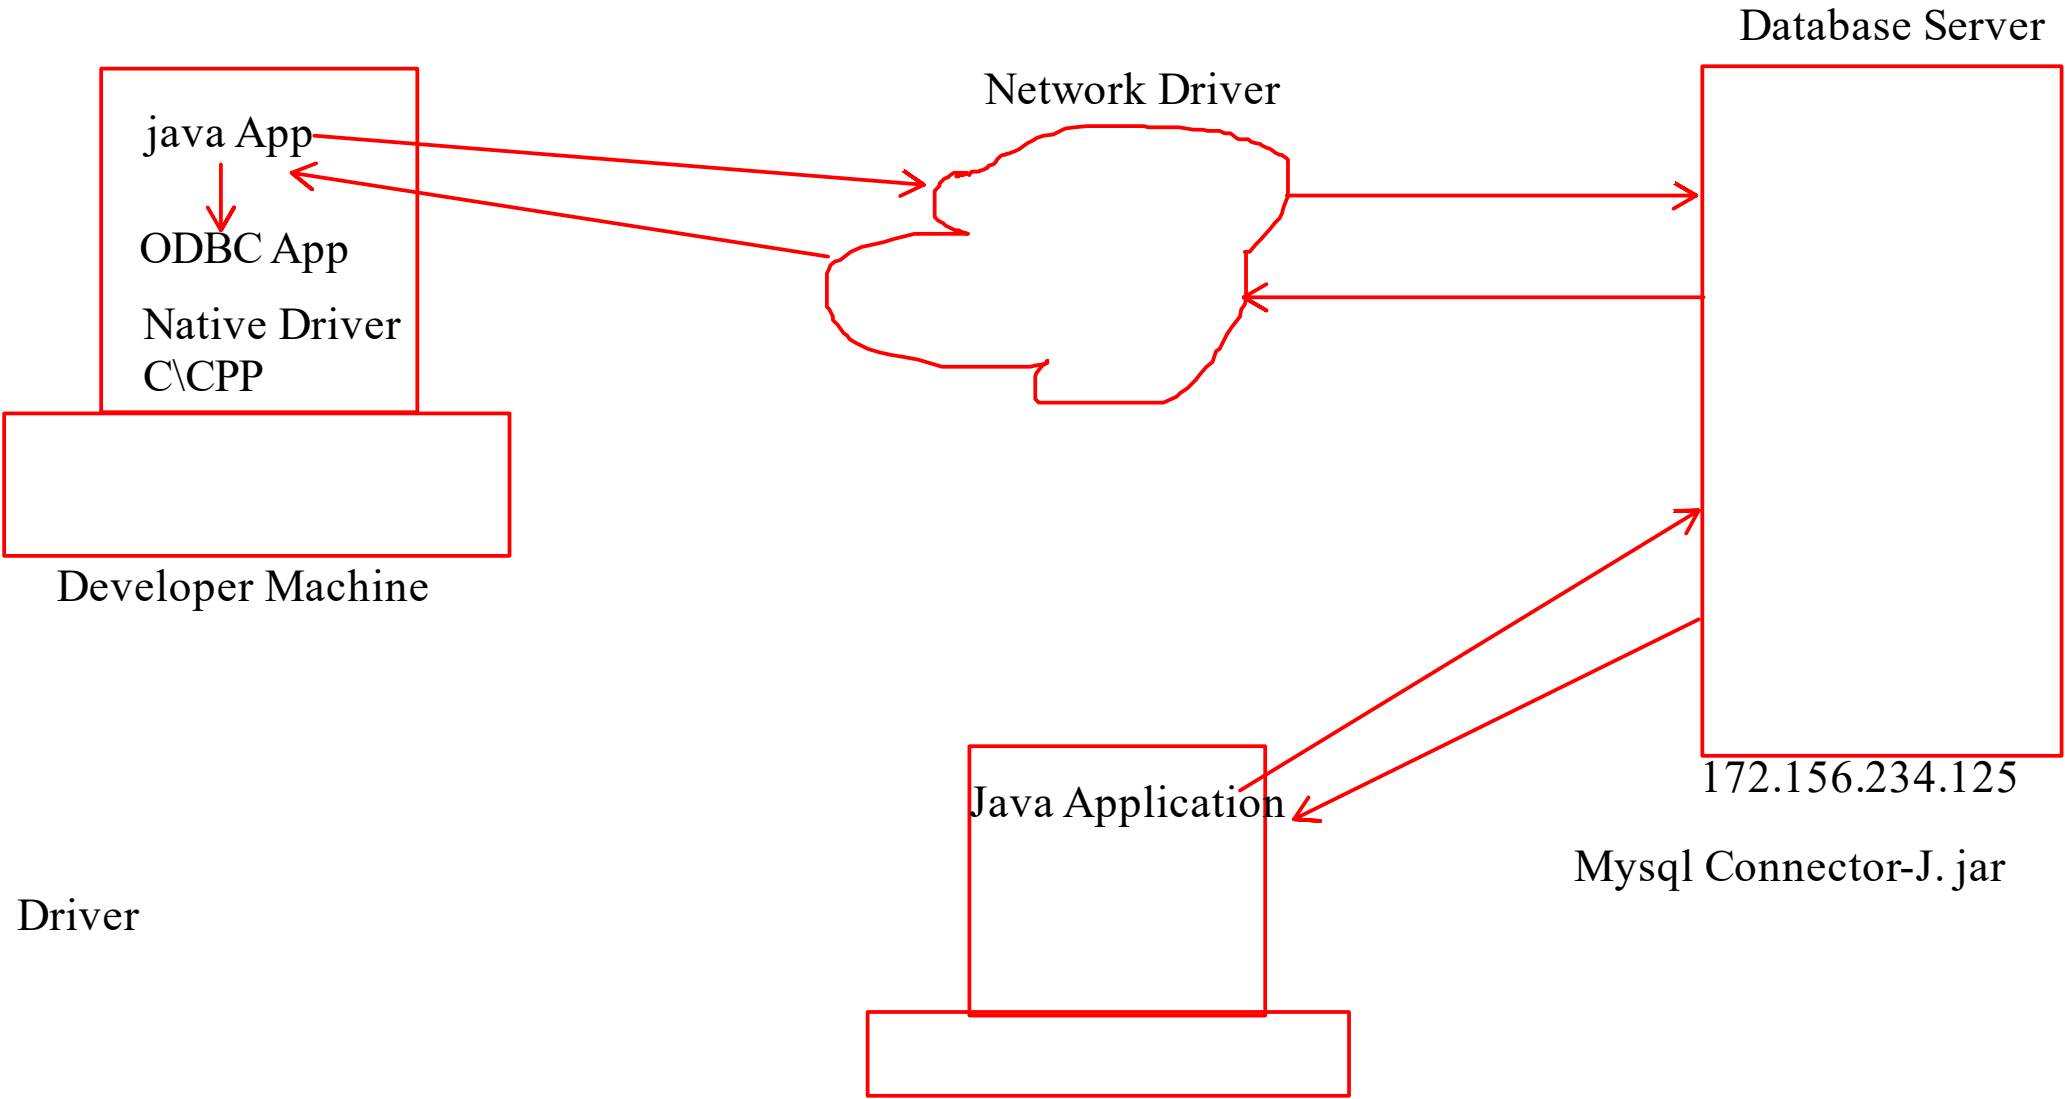 Database Server
Network Driver
java App
ODBC App
Native Driver
C\CPP
Developer Machine
172.156.234.125
Java Application
Mysql Connector-J. jar
Driver